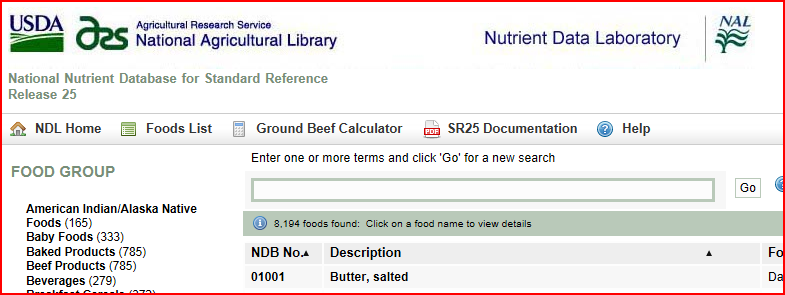 USDA
ars
Agricultural Research Service
National Agricultural Library
Nutrient Data Laboratory
NAL
National Nutrient Database for Standard Reference
Release 25
NDL Home
Foods List
Ground Beef Calculator
PDF
SR25 Documentation
?
Help
Enter one or more terms and click 'Go' for a new search
Go
FOOD GROUP
American Indian/Alaska Native
Foods (165)
Baby Foods (333)
Baked Products (785)
Beef Products (785)
Beverages (279)
i
8,194 foods found: Click on a food name to view details
NDB No.▲ Description ▲ Fo
01001 Butter, salted Da